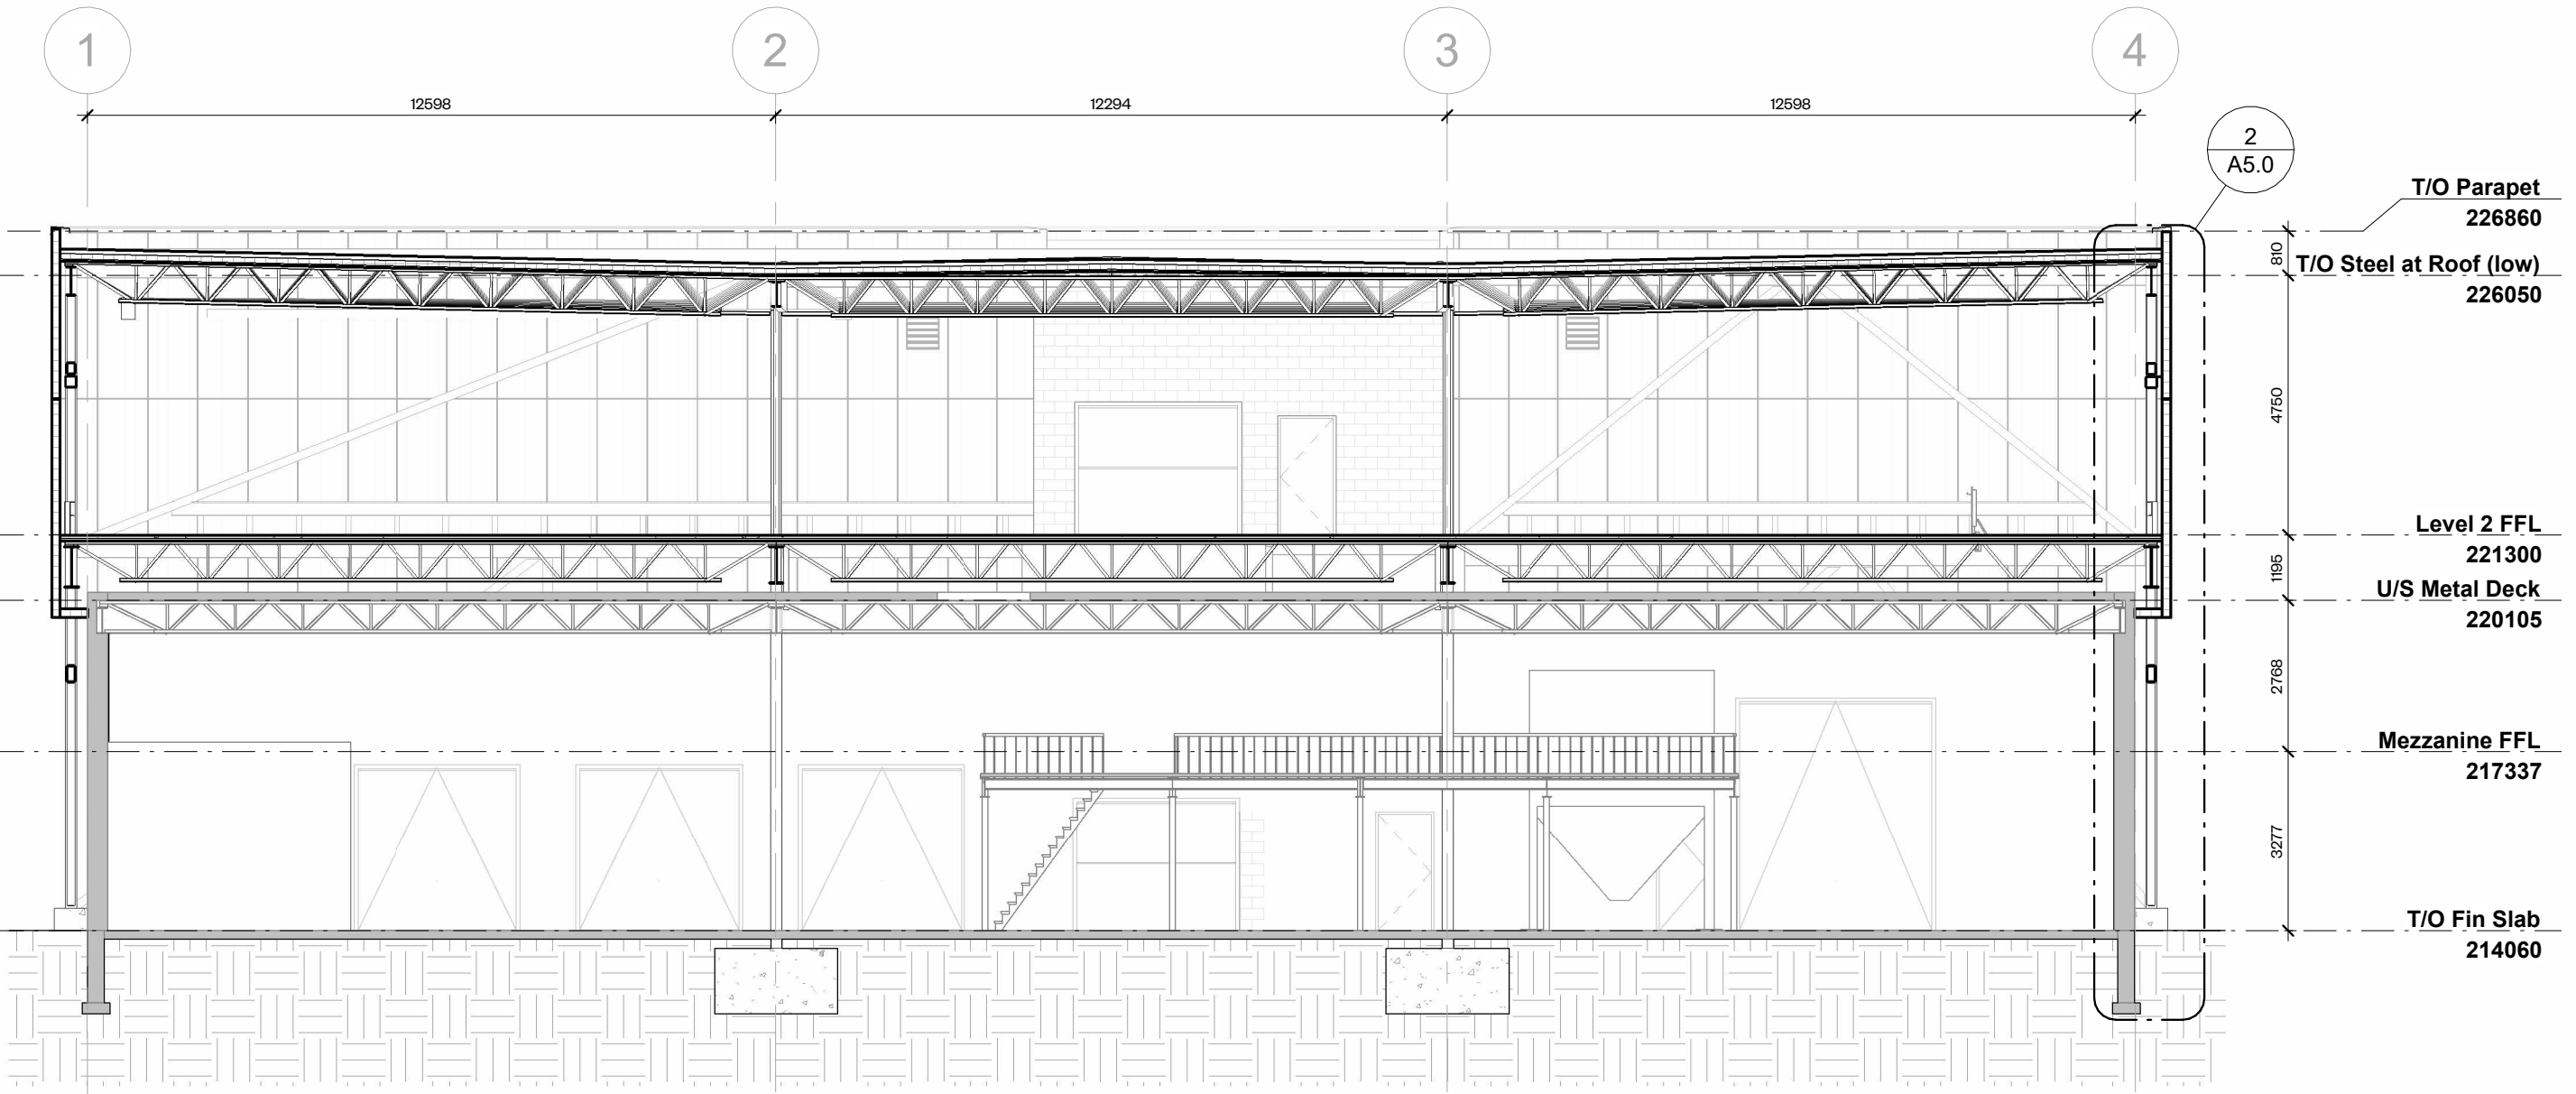 1
2
3
4
12598
12294
12598
2
A5.0
T/O Parapet
226860
810
T/O Steel at Roof (low)
226050
4750
Level 2 FFL
221300
1195
U/S Metal Deck
220105
2768
Mezzanine FFL
217337
3277
T/O Fin Slab
214060